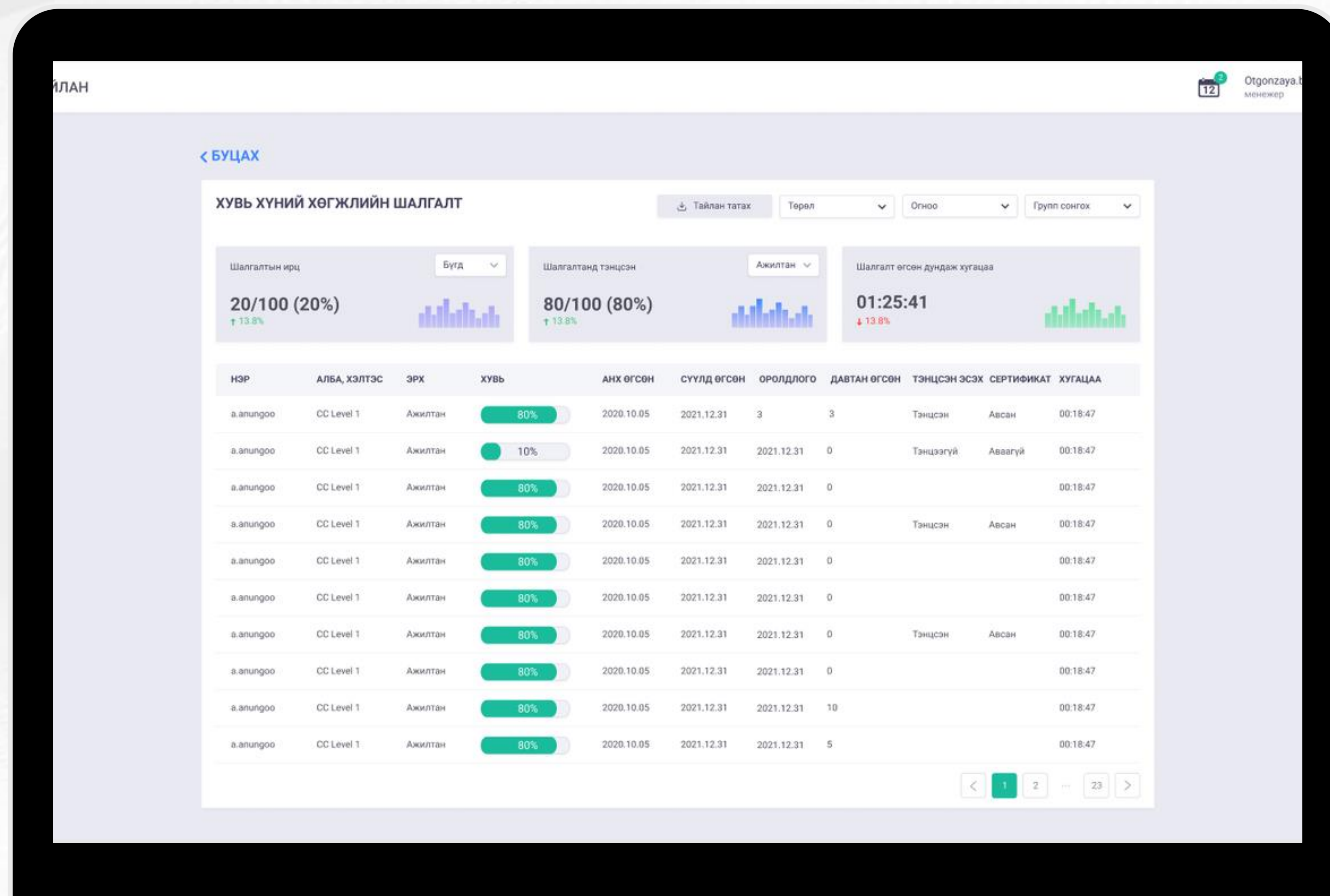 ЙЛАН
2
12
Otgonzaya.b
менежер
БУЦАХ
ХУВЬ ХҮНИЙ ХӨГЖЛИЙН ШАЛГАЛТ
Тайлан татах
Төрөл
Огноо
Групп сонгох
Шалгалтын ирц
Бүгд
20/100 (20%)
13.8%
Шалгалтанд тэнцсэн
Ажилтан
80/100 (80%)
13.8%
Шалгалт өгсөн дундаж хугацаа
01:25:41
13.8%
НЭР АЛБА, ХЭЛТЭС ЭРХ ХУВЬ АНХ ӨГСӨН СҮҮЛД ӨГСӨН ОРОЛДЛОГО ДАВТАН ӨГСӨН ТЭНЦСЭН ЭСЭХ СЕРТИФИКАТ ХУГАЦАА
a.anungoo CC Level 1 Ажилтан 80% 2020.10.05 2021.12.31 3 3 Тэнцсэн Авсан 00:18:47
a.anungoo CC Level 1 Ажилтан 10% 2020.10.05 2021.12.31 2021.12.31 0 Тэнцээгүй Аваагүй 00:18:47
a.anungoo CC Level 1 Ажилтан 80% 2020.10.05 2021.12.31 2021.12.31 0 00:18:47
a.anungoo CC Level 1 Ажилтан 80% 2020.10.05 2021.12.31 2021.12.31 0 Тэнцсэн Авсан 00:18:47
a.anungoo CC Level 1 Ажилтан 80% 2020.10.05 2021.12.31 2021.12.31 0 00:18:47
a.anungoo CC Level 1 Ажилтан 80% 2020.10.05 2021.12.31 2021.12.31 0 00:18:47
a.anungoo CC Level 1 Ажилтан 80% 2020.10.05 2021.12.31 2021.12.31 0 Тэнцсэн Авсан 00:18:47
a.anungoo CC Level 1 Ажилтан 80% 2020.10.05 2021.12.31 2021.12.31 0 00:18:47
a.anungoo CC Level 1 Ажилтан 80% 2020.10.05 2021.12.31 2021.12.31 10 00:18:47
a.anungoo CC Level 1 Ажилтан 80% 2020.10.05 2021.12.31 2021.12.31 5 00:18:47
1 2 ... 23